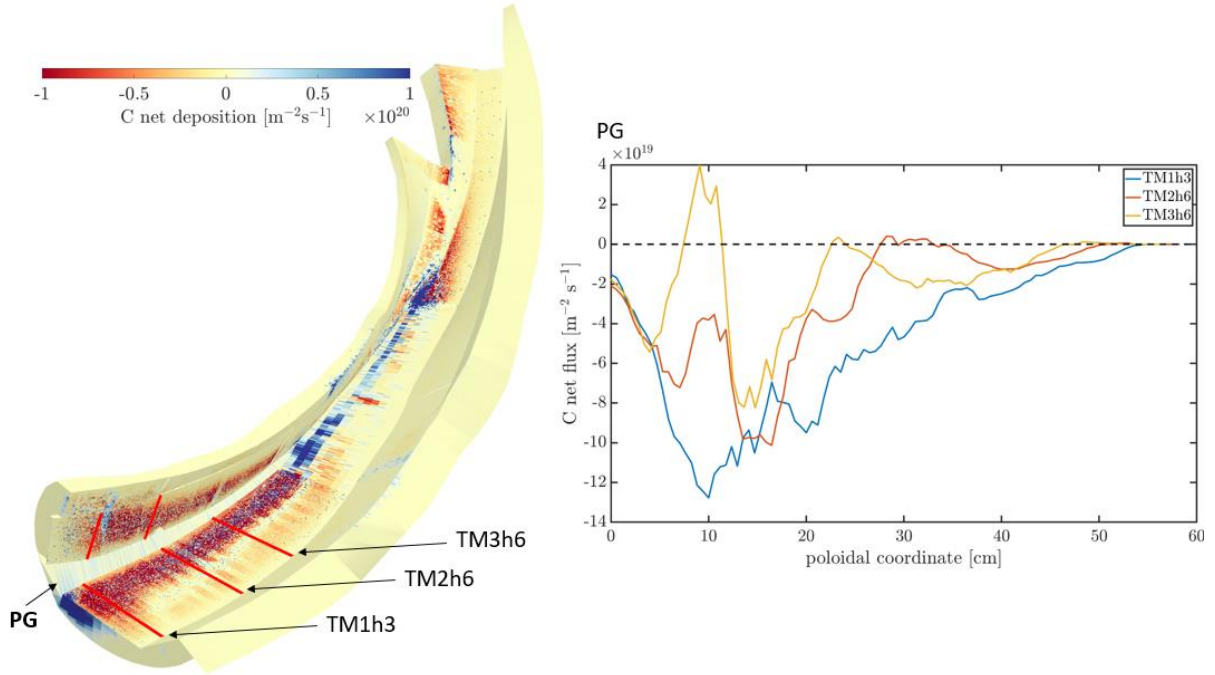 -1 -0.5 0 0.5 1
C net deposition [m⁻²s⁻¹] ×10²⁰
TM3h6
TM2h6
PG
TM1h3
PG
×10¹⁹
4
2
0
-2
-4
-6
-8
-10
-12
-14
C net flux [m⁻² s⁻¹]
TM1h3
TM2h6
TM3h6
0 10 20 30 40 50 60
poloidal coordinate [cm]